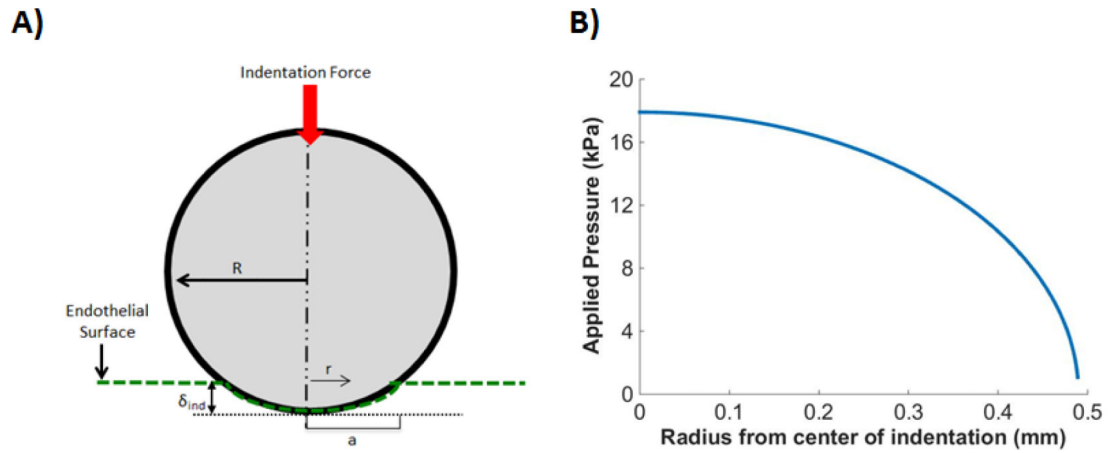 A)
Indentation Force
R
Endothelial
Surface
r
δind
a
B)
Applied Pressure (kPa)
20
16
12
8
4
0
0 0.1 0.2 0.3 0.4 0.5
Radius from center of indentation (mm)